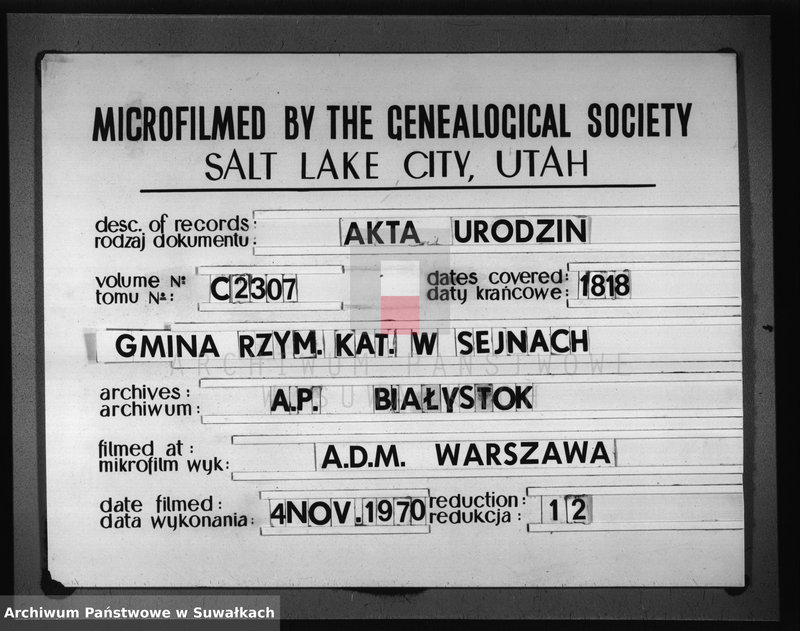 MICROFILMED BY THE GENEALOGICAL SOCIETY
SALT LAKE CITY, UTAH
desc. of records: AKTA URODZIN
rodzaj dokumentu:
volume № C2307 dates covered: 1818
tomu №: daty krańcowe:
GMINA RZYM. KAT. W SEJNACH
ARCHIWUM PAŃSTWOWE
W SUWAŁKACH
archives: A.P. BIAŁYSTOK
archiwum:
filmed at: A.D.M. WARSZAWA
mikrofilm wyk:
date filmed: 4NOV.1970 reduction: 12
data wykonania: redukcja:
Archiwum Państwowe w Suwałkach